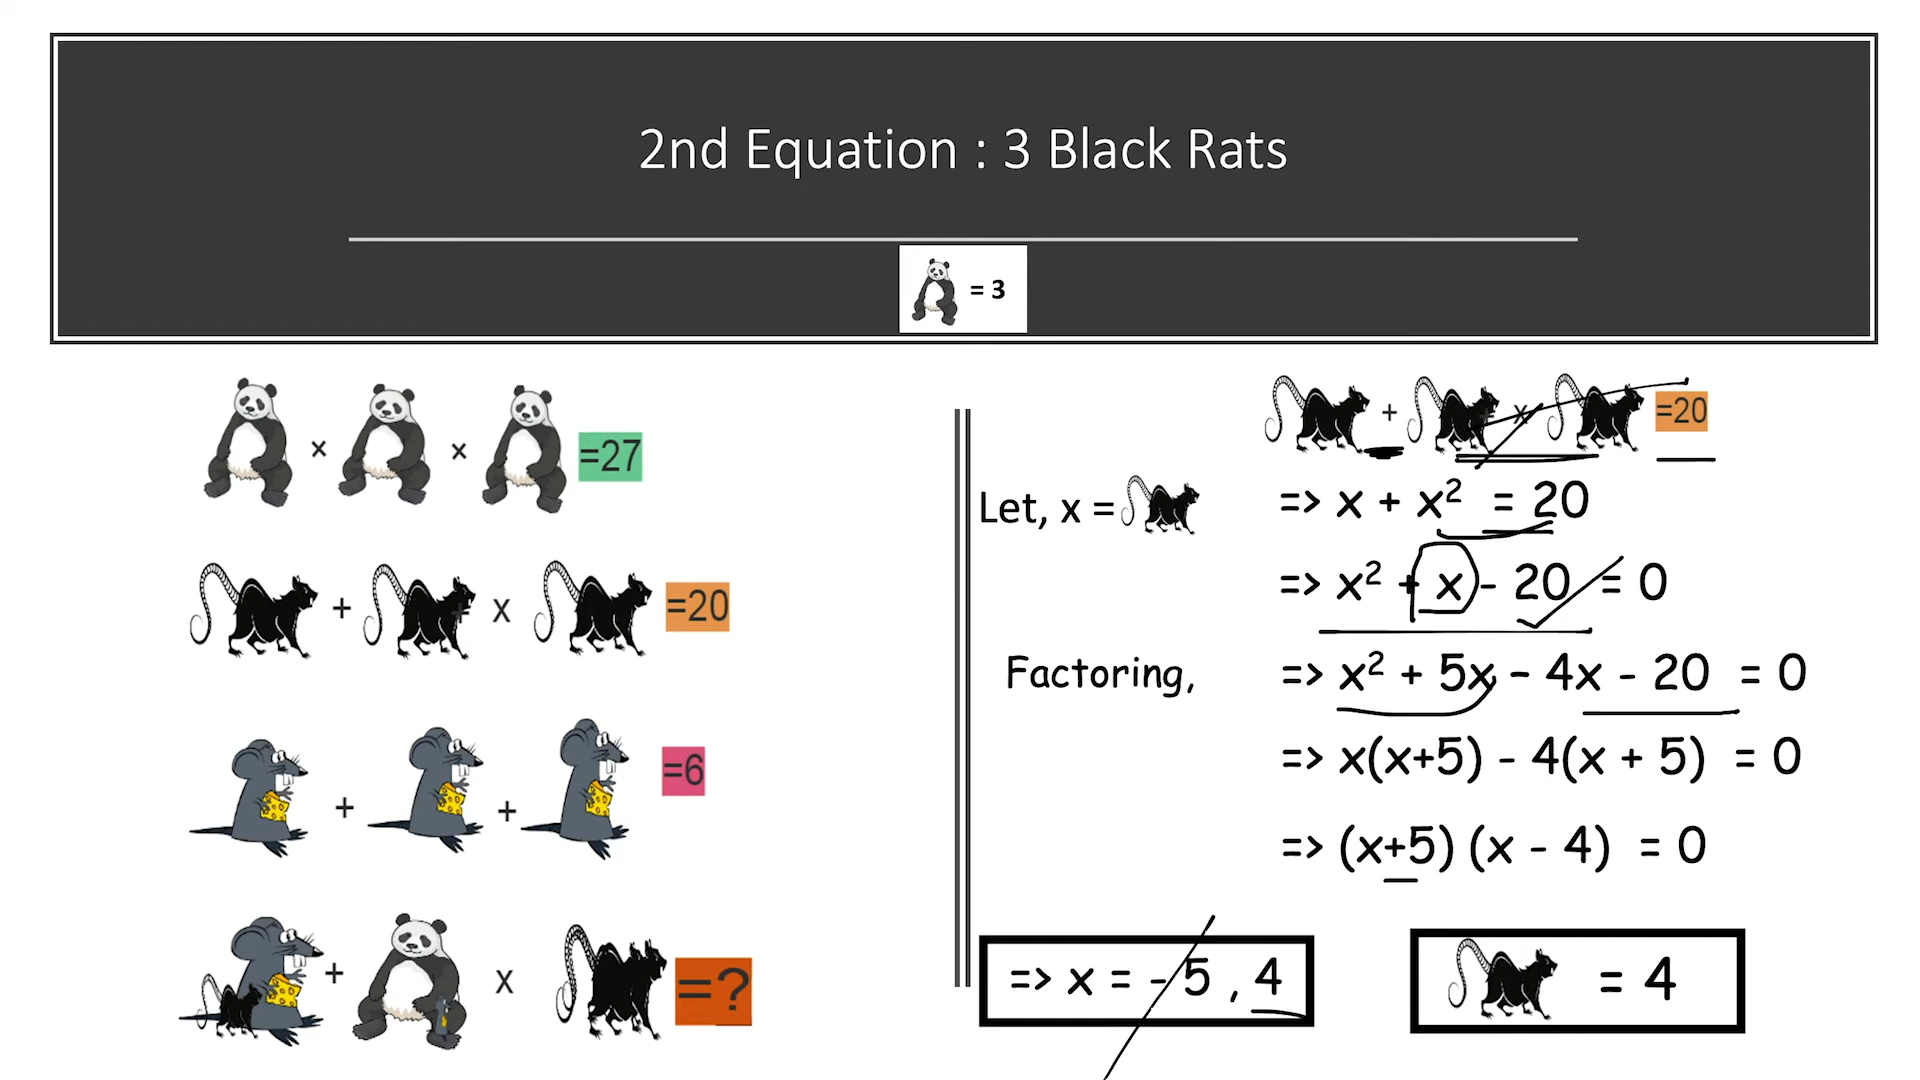 2nd Equation : 3 Black Rats
= 3
× × =27
+ x =20
+ + =6
+ x =?
+ x =20
Let, x =
=> x + x² = 20
=> x² + x - 20 = 0
Factoring,
=> x² + 5x - 4x - 20 = 0
=> x(x+5) - 4(x + 5) = 0
=> (x+5) (x - 4) = 0
=> x = - 5 , 4
= 4